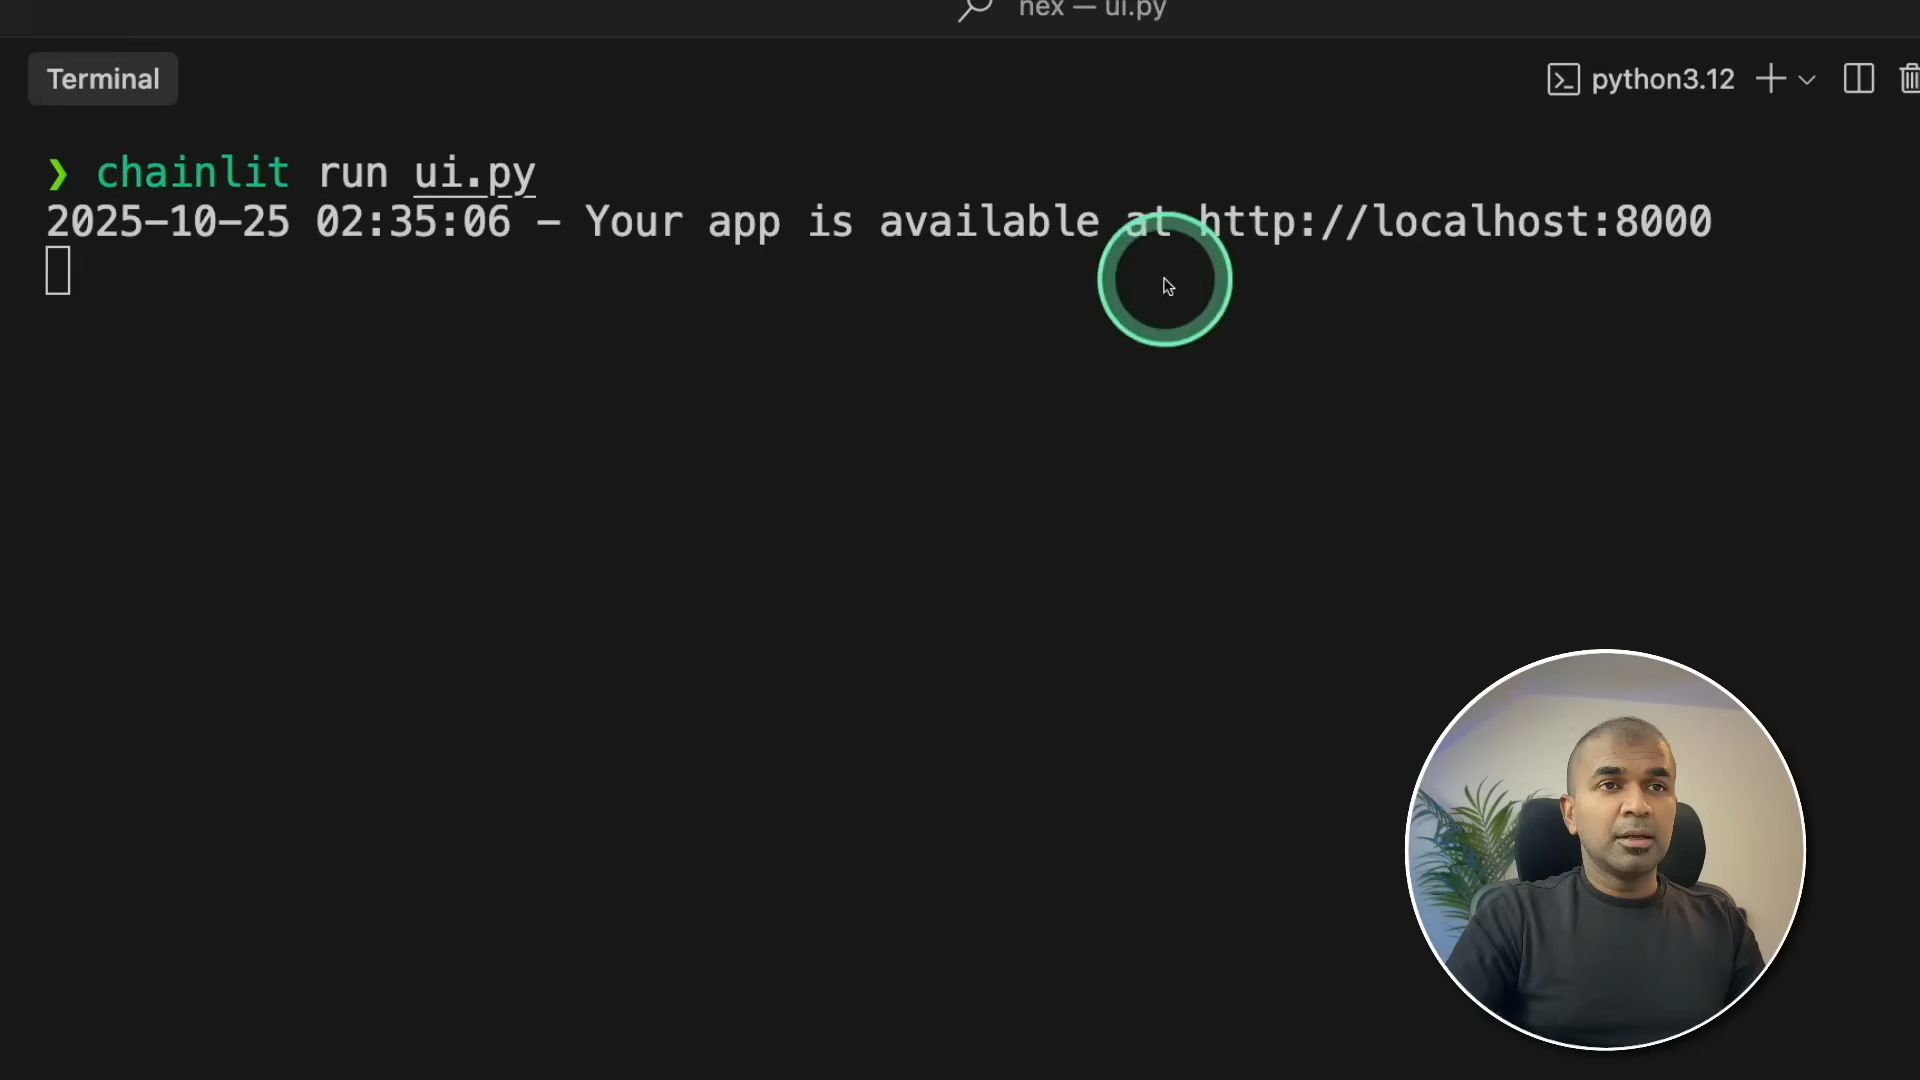 nex — ui.py
Terminal
python3.12
❯ chainlit run ui.py
2025-10-25 02:35:06 - Your app is available at http://localhost:8000